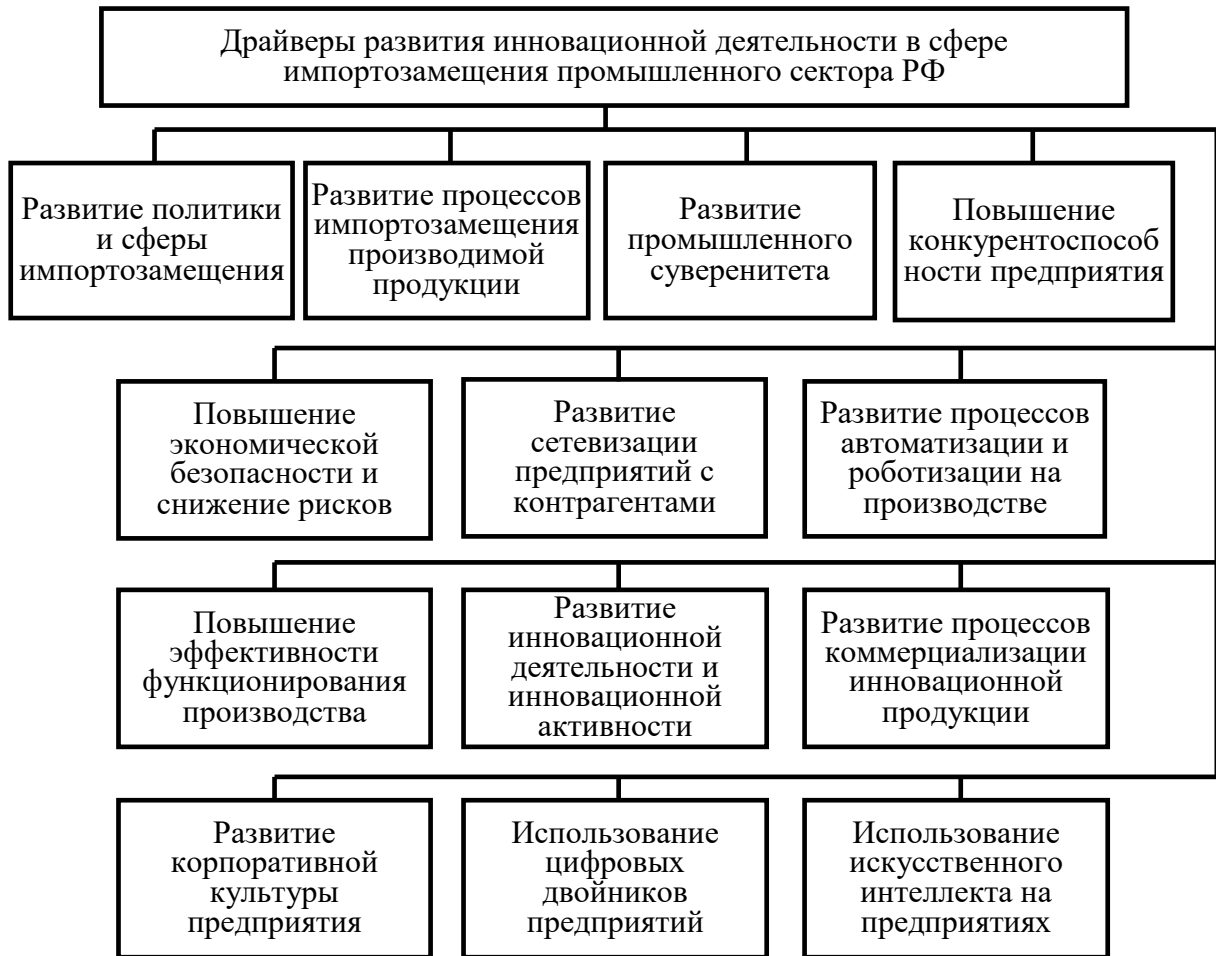 Драйверы развития инновационной деятельности в сфере
импортозамещения промышленного сектора РФ
Развитие политики
и сферы
импортозамещения
Развитие процессов
импортозамещения
производимой
продукции
Развитие
промышленного
суверенитета
Повышение
конкурентоспособ
ности предприятия
Повышение
экономической
безопасности и
снижение рисков
Развитие
сетевизации
предприятий с
контрагентами
Развитие процессов
автоматизации и
роботизации на
производстве
Повышение
эффективности
функционирования
производства
Развитие
инновационной
деятельности и
инновационной
активности
Развитие процессов
коммерциализации
инновационной
продукции
Развитие
корпоративной
культуры
предприятия
Использование
цифровых
двойников
предприятий
Использование
искусственного
интеллекта на
предприятиях